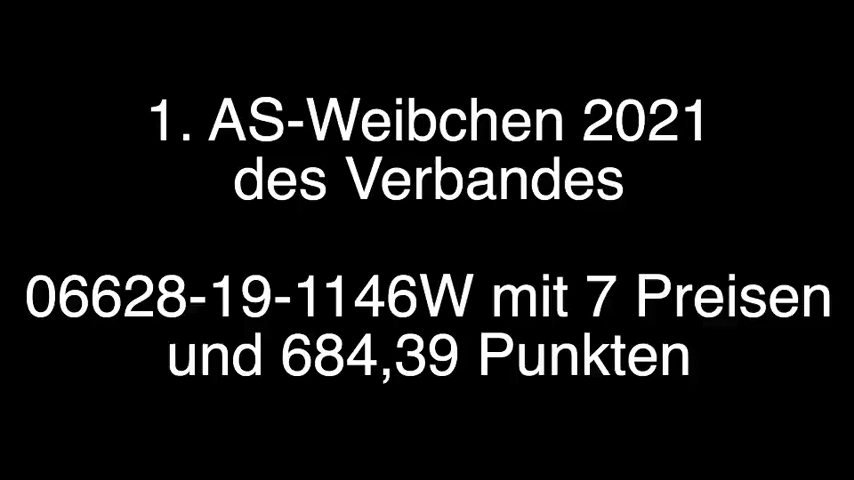 1. AS-Weibchen 2021
des Verbandes
06628-19-1146W mit 7 Preisen
und 684,39 Punkten